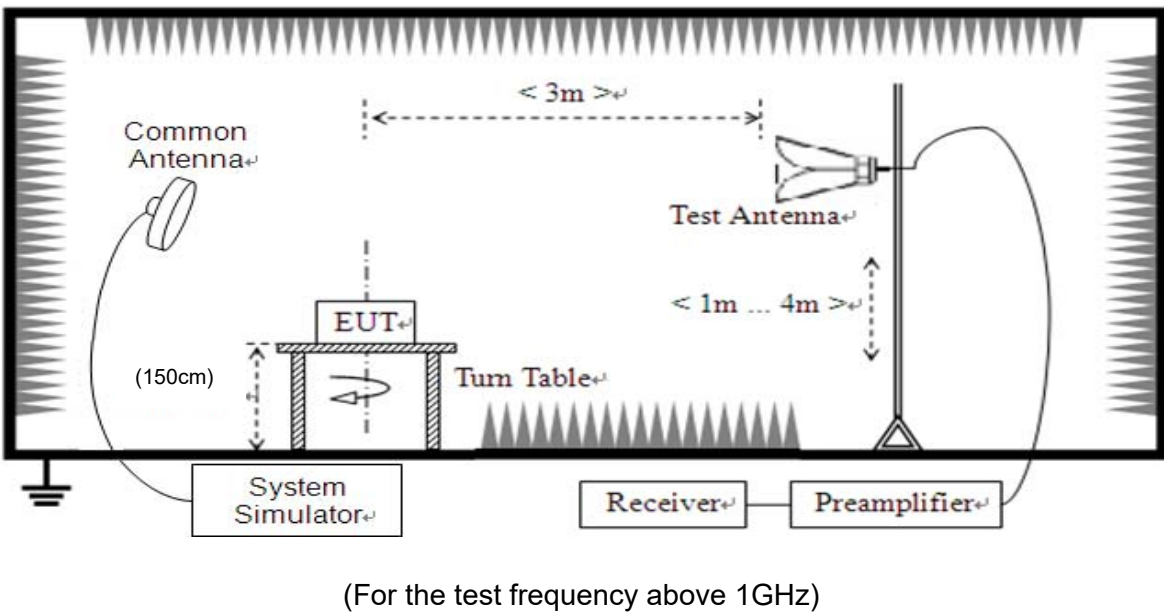 < 3m >↵
Common
Antenna↵
Test Antenna↵
< 1m ... 4m >↵
EUT↵
(150cm)
Turn Table↵
System
Simulator↵
Receiver↵
Preamplifier↵
(For the test frequency above 1GHz)